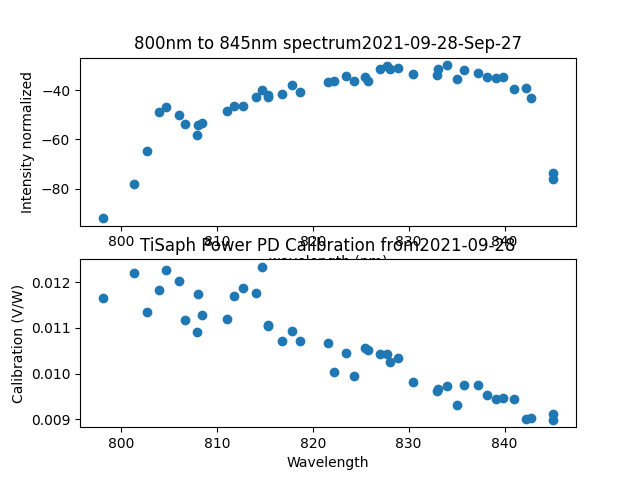 800nm to 845nm spectrum2021-09-28-Sep-27
Intensity normalized
−40
−60
−80
800
810
820
830
840
wavelength (nm)
TiSaph Power PD Calibration from2021-09-28
Calibration (V/W)
0.012
0.011
0.010
0.009
800
810
820
830
840
Wavelength